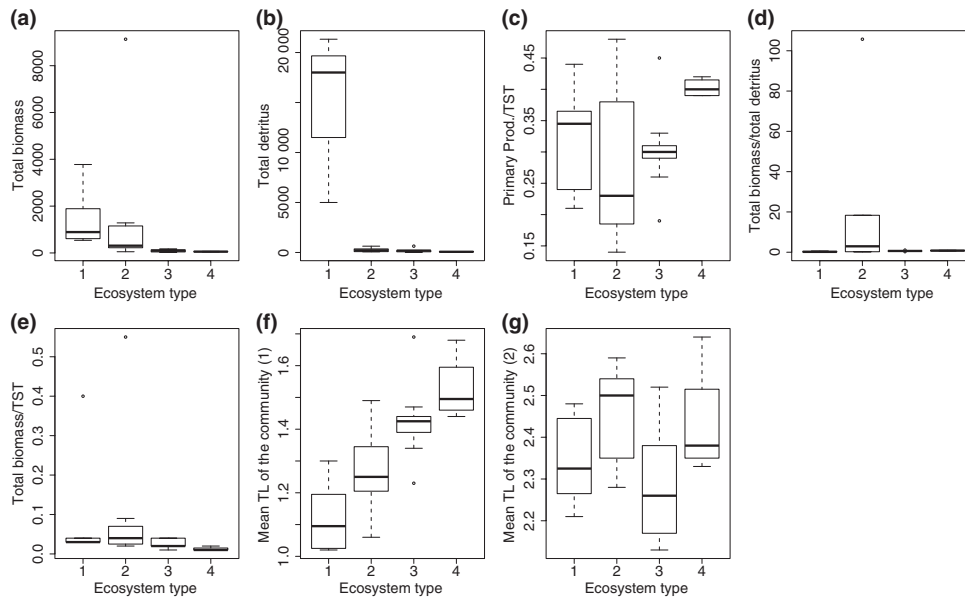 (a)
Total biomass
0 2000 4000 6000 8000
1 2 3 4
Ecosystem type
(b)
Total detritus
0 5000 10 000 20 000
1 2 3 4
Ecosystem type
(c)
Primary Prod./TST
0.15 0.25 0.35 0.45
1 2 3 4
Ecosystem type
(d)
Total biomass/total detritus
0 20 40 60 80 100
1 2 3 4
Ecosystem type
(e)
Total biomass/TST
0.0 0.1 0.2 0.3 0.4 0.5
1 2 3 4
Ecosystem type
(f)
Mean TL of the community (1)
1.0 1.2 1.4 1.6
1 2 3 4
Ecosystem type
(g)
Mean TL of the community (2)
2.2 2.3 2.4 2.5 2.6
1 2 3 4
Ecosystem type